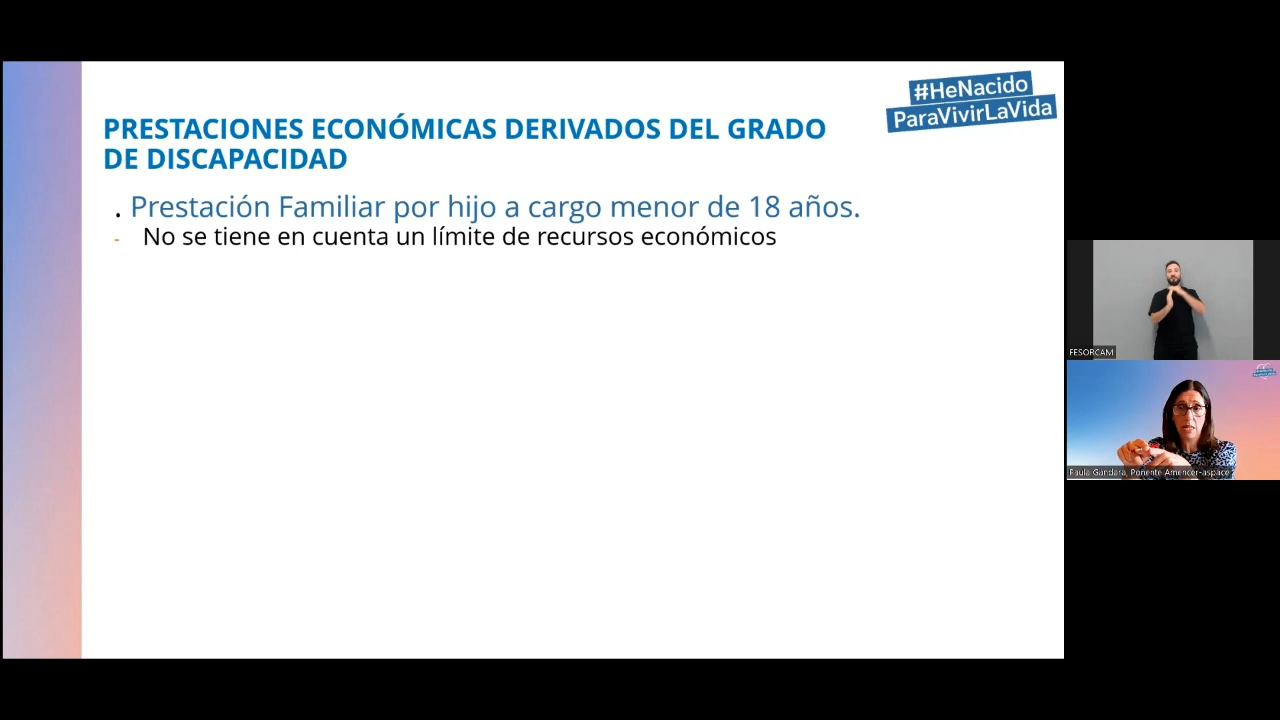 #HeNacido
ParaVivirLaVida
PRESTACIONES ECONÓMICAS DERIVADOS DEL GRADO
DE DISCAPACIDAD
. Prestación Familiar por hijo a cargo menor de 18 años.
- No se tiene en cuenta un límite de recursos económicos
FESORCAM
Paula Gándara, Ponente Amencer-aspace